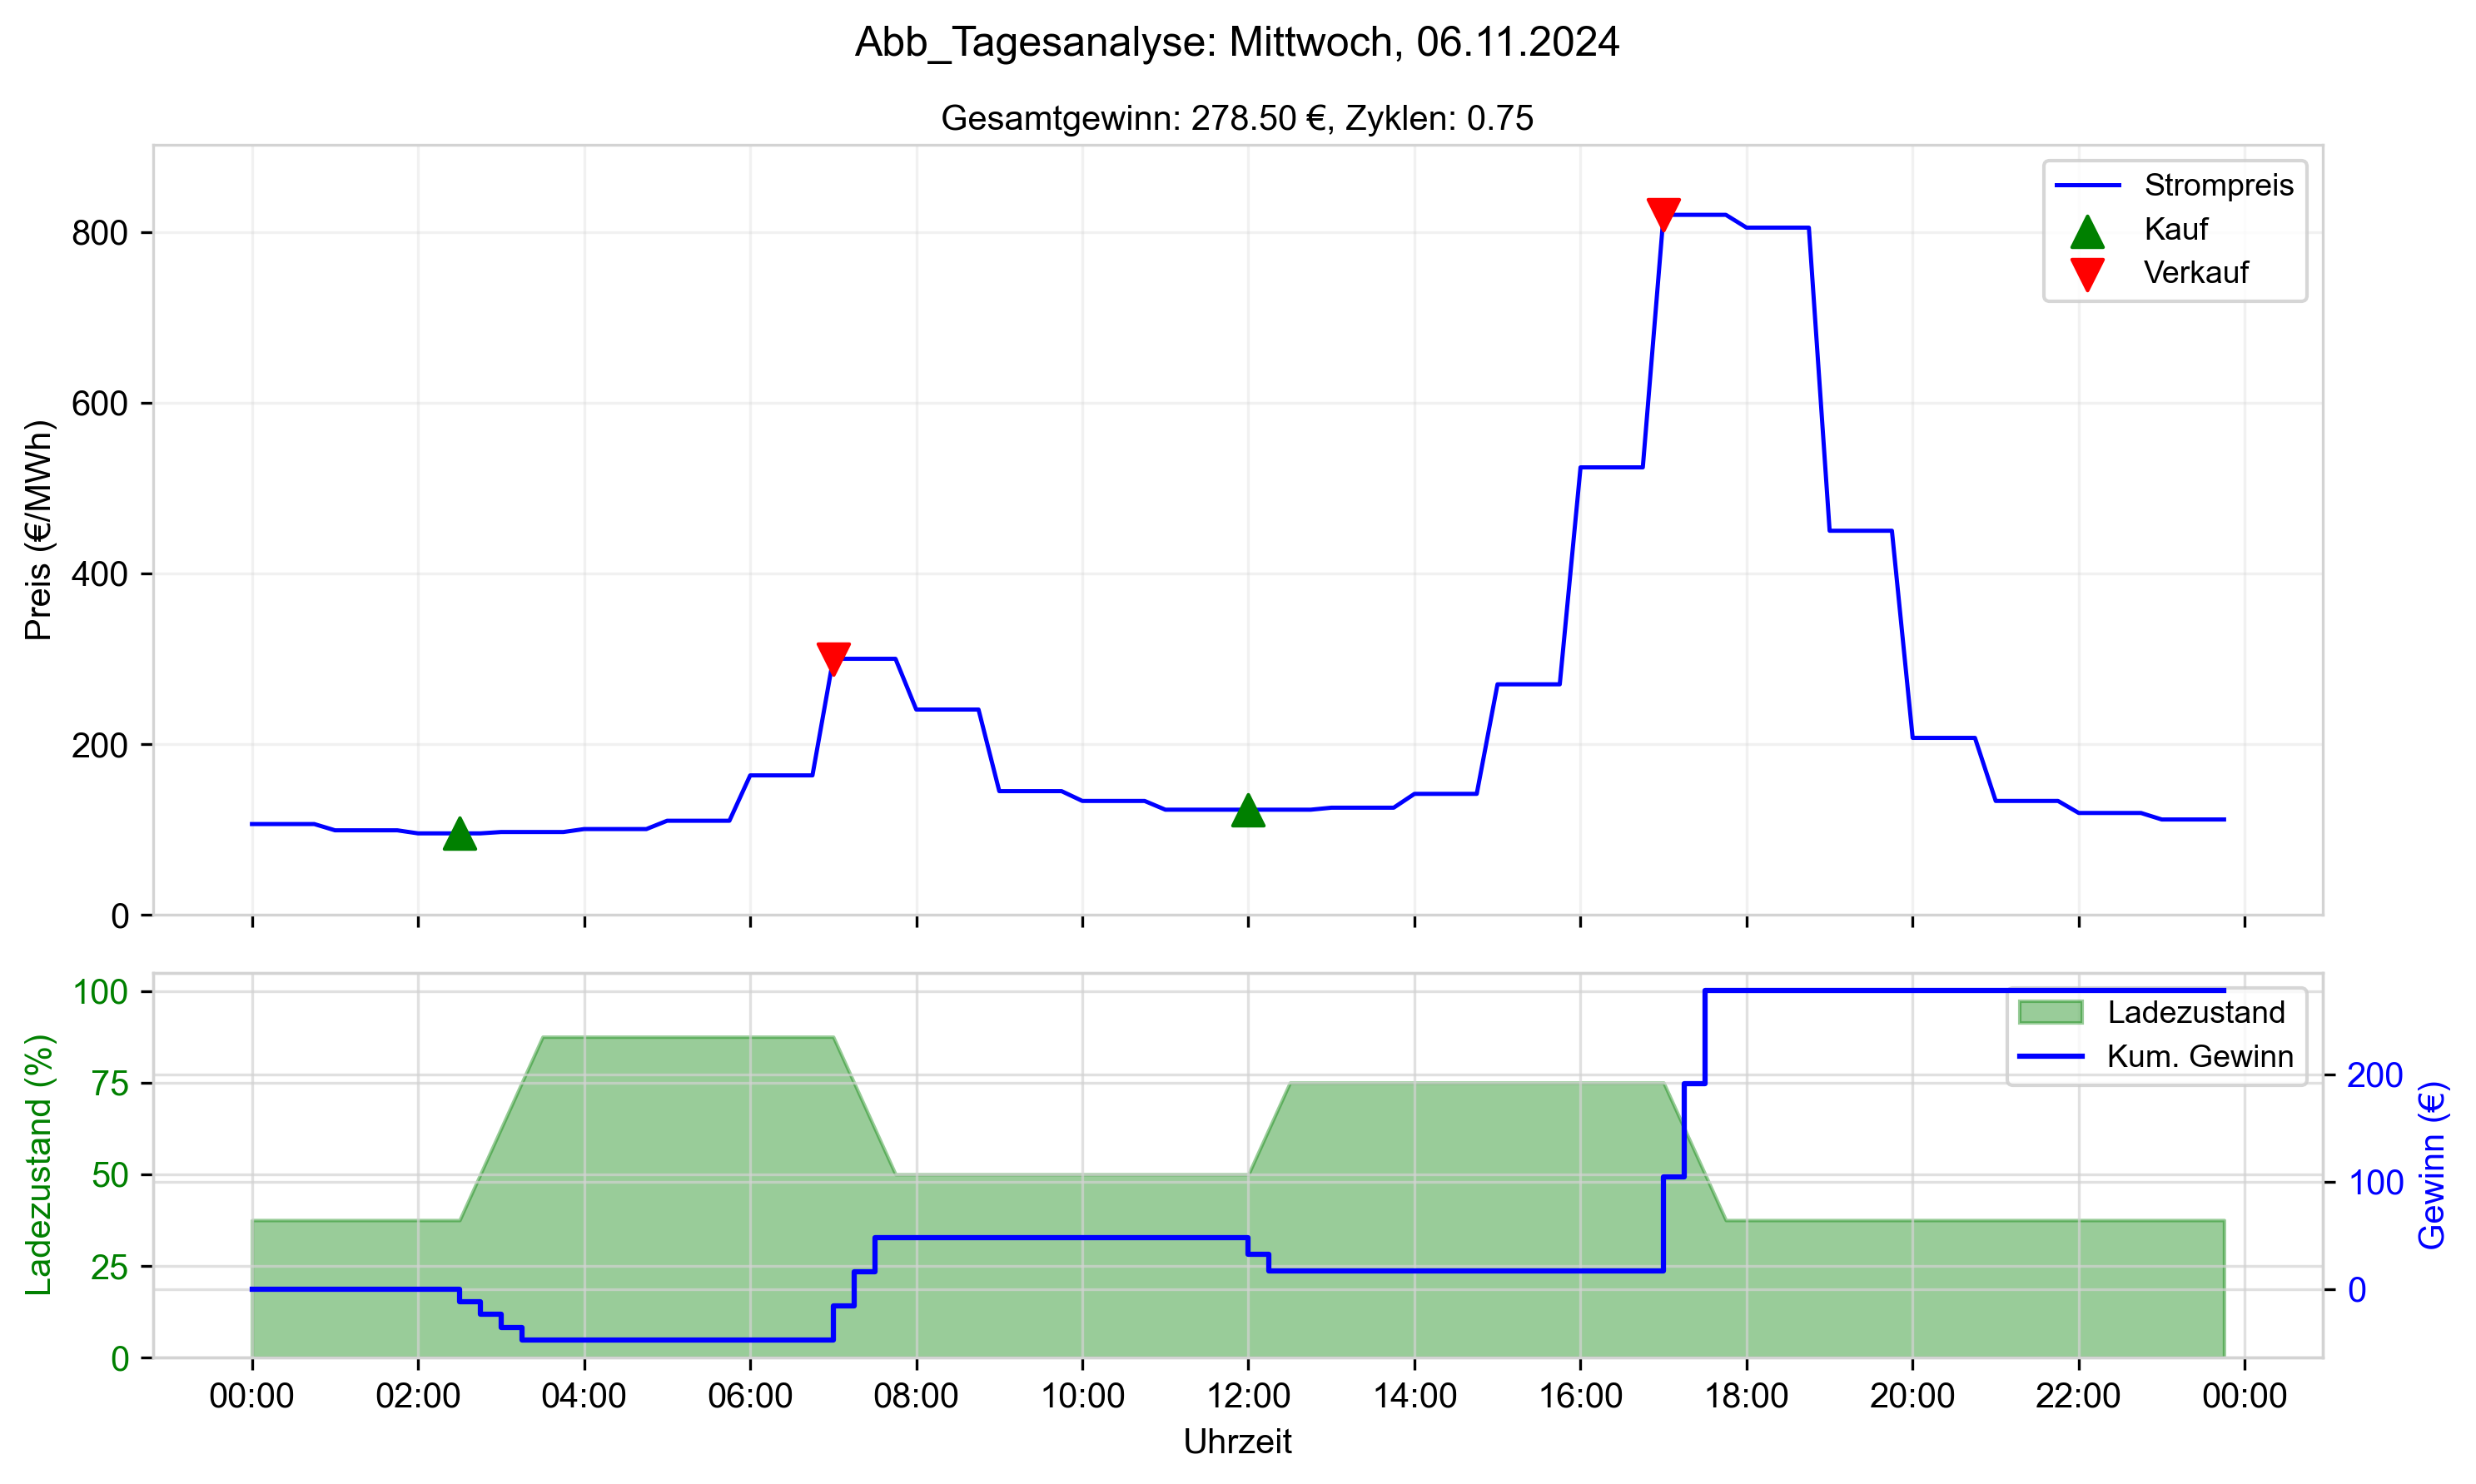 Abb_Tagesanalyse: Mittwoch, 06.11.2024
Gesamtgewinn: 278.50 €, Zyklen: 0.75
Preis (€/MWh)
800
600
400
200
0
Strompreis
Kauf
Verkauf
Ladezustand (%)
100
75
50
25
0
Ladezustand
Kum. Gewinn
200
100
0
Gewinn (€)
00:00 02:00 04:00 06:00 08:00 10:00 12:00 14:00 16:00 18:00 20:00 22:00 00:00
Uhrzeit